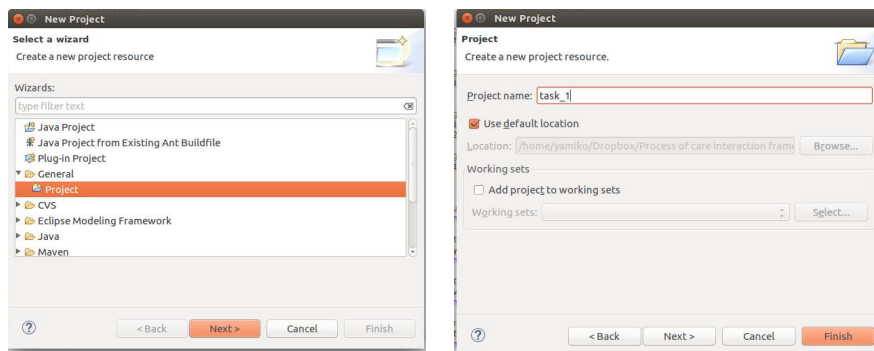 New Project
Select a wizard
Create a new project resource
Wizards:
type filter text
Java Project
Java Project from Existing Ant Buildfile
Plug-in Project
General
Project
CVS
Eclipse Modeling Framework
Java
Maven
?
< Back
Next >
Cancel
Finish
New Project
Project
Create a new project resource.
Project name: task_1
Use default location
Location: /home/yamiko/Dropbox/Process of care interaction frame
Browse...
Working sets
Add project to working sets
Working sets:
Select...
?
< Back
Next >
Cancel
Finish